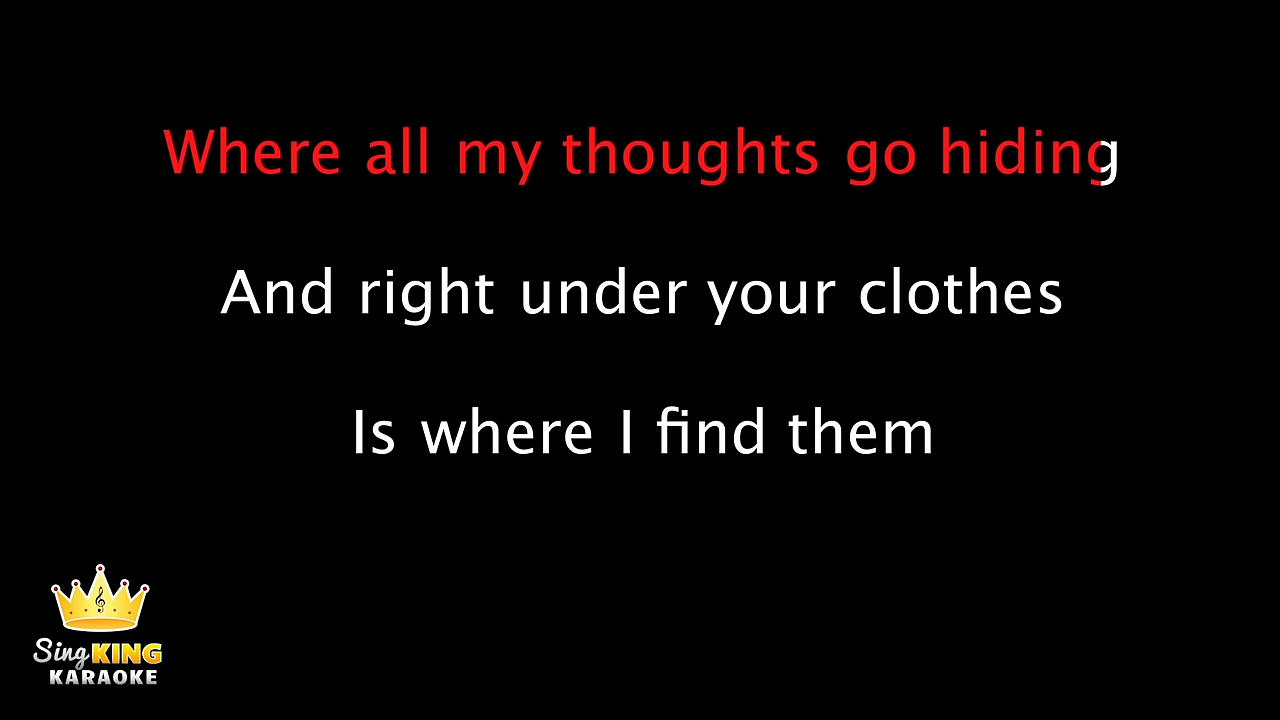 Where all my thoughts go hiding
And right under your clothes
Is where I find them
Sing KING
KARAOKE